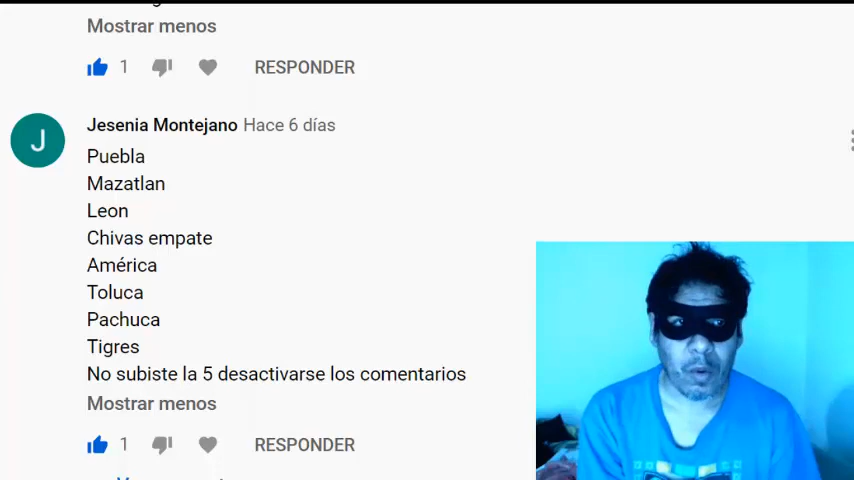 Mostrar menos
1
RESPONDER
J
Jesenia Montejano Hace 6 días
Puebla
Mazatlan
Leon
Chivas empate
América
Toluca
Pachuca
Tigres
No subiste la 5 desactivarse los comentarios
Mostrar menos
1
RESPONDER